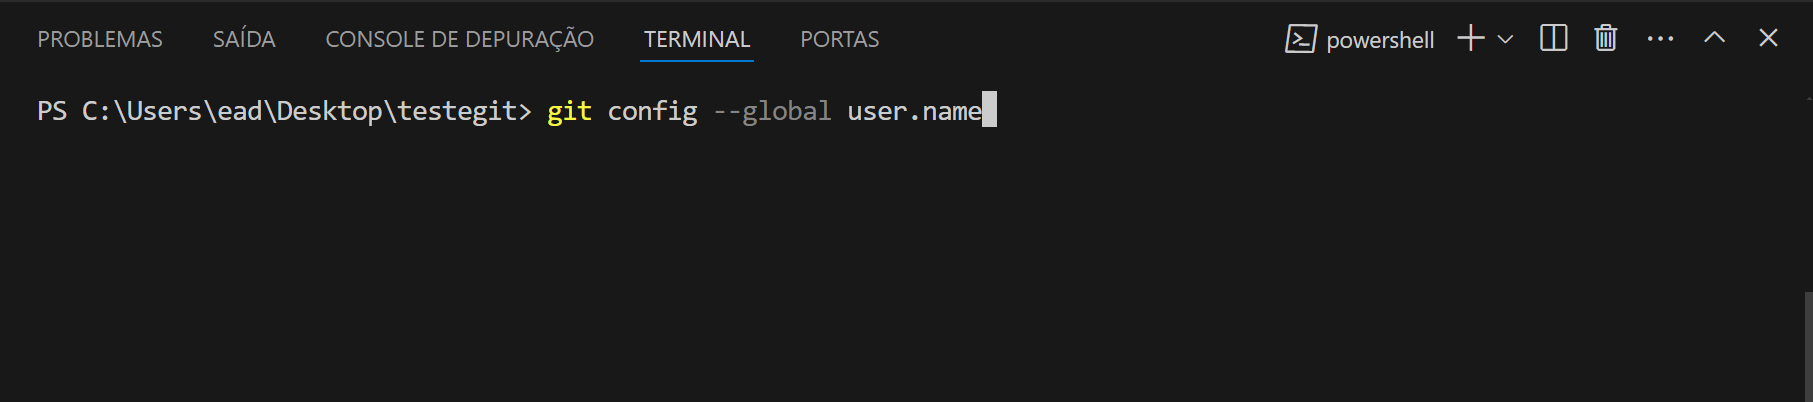 PROBLEMAS SAÍDA CONSOLE DE DEPURAÇÃO TERMINAL PORTAS powershell
PS C:\Users\ead\Desktop\testegit> git config --global user.name